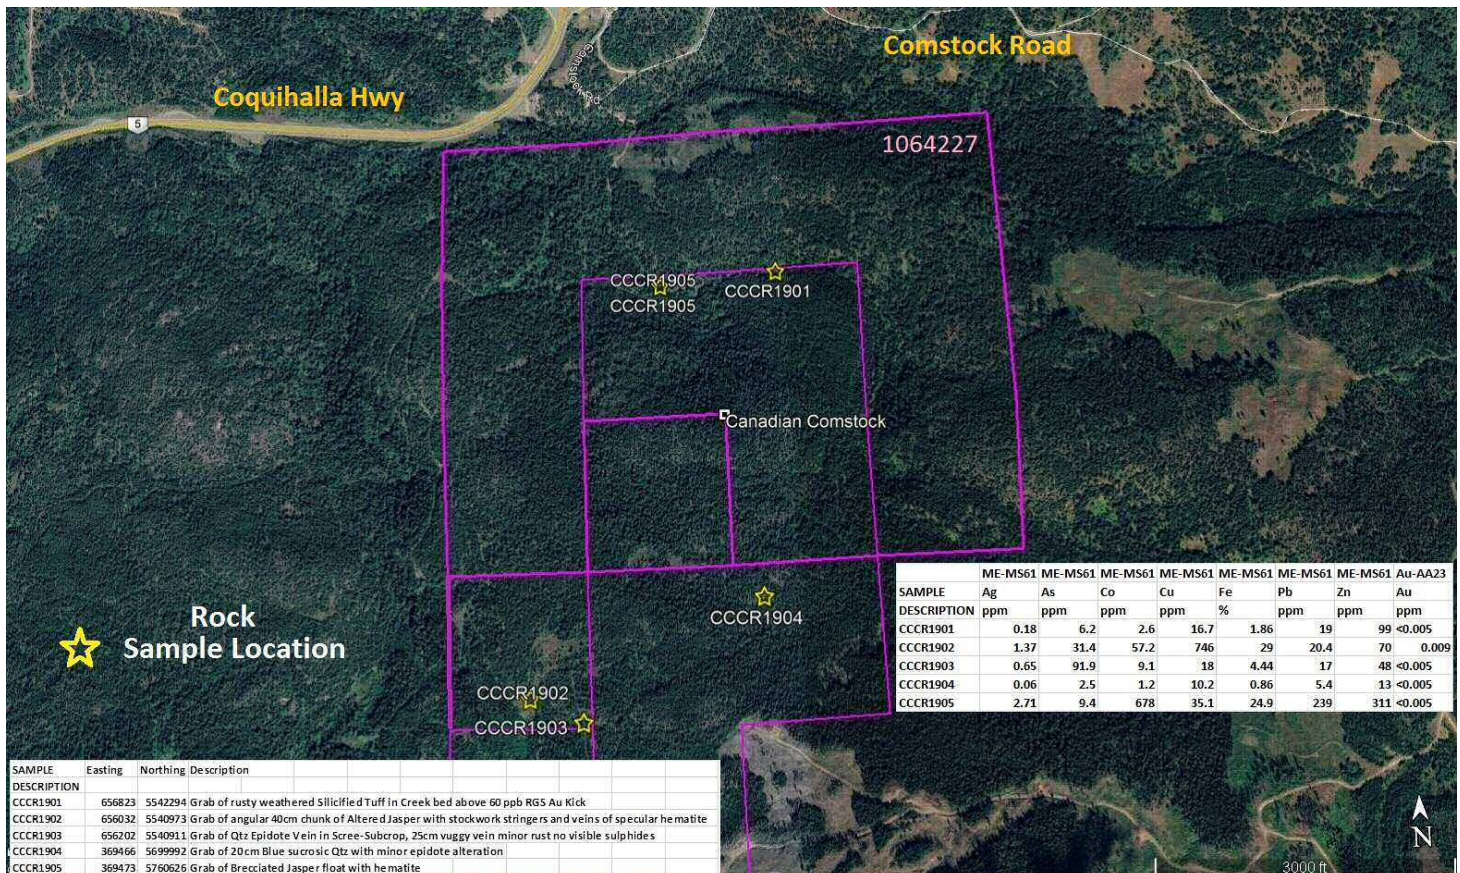 Comstock Road
Coquihalla Hwy
Comstock Rd
5
1064227
CCCR1905
CCCR1905
CCCR1901
Canadian Comstock
CCCR1904
Rock
Sample Location
CCCR1902
CCCR1903
ME-MS61 ME-MS61 ME-MS61 ME-MS61 ME-MS61 ME-MS61 ME-MS61 Au-AA23
SAMPLE Ag As Co Cu Fe Pb Zn Au
DESCRIPTION ppm ppm ppm ppm % ppm ppm ppm
CCCR1901 0.18 6.2 2.6 16.7 1.86 19 99 <0.005
CCCR1902 1.37 31.4 57.2 746 29 20.4 70 0.009
CCCR1903 0.65 91.9 9.1 18 4.44 17 48 <0.005
CCCR1904 0.06 2.5 1.2 10.2 0.86 5.4 13 <0.005
CCCR1905 2.71 9.4 678 35.1 24.9 239 311 <0.005
SAMPLE Easting Northing Description
DESCRIPTION
CCCR1901 656823 5542294 Grab of rusty weathered Silicified Tuff in Creek bed above 60 ppb RGS Au Kick
CCCR1902 656032 5540973 Grab of angular 40cm chunk of Altered Jasper with stockwork stringers and veins of specular hematite
CCCR1903 656202 5540911 Grab of Qtz Epidote Vein in Scree-Subcrop, 25cm vuggy vein minor rust no visible sulphides
CCCR1904 369466 5699992 Grab of 20cm Blue sucrosic Qtz with minor epidote alteration
CCCR1905 369473 5760626 Grab of Brecciated Jasper float with hematite
N
3000 ft